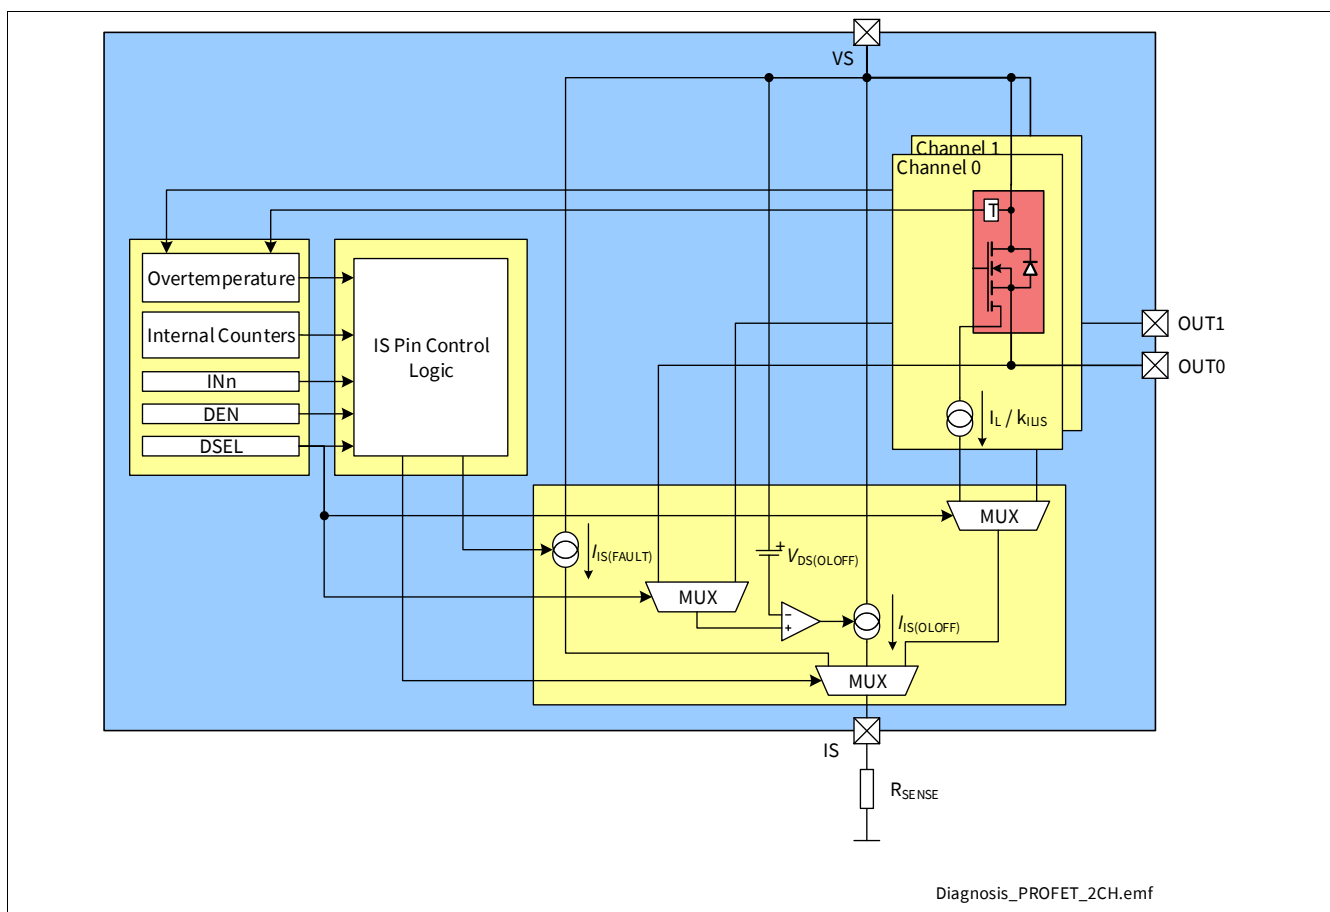 VS
Channel 1
Channel 0
T
Overtemperature
Internal Counters
INn
DEN
DSEL
IS Pin Control
Logic
OUT1
OUT0
IL / kILIS
MUX
IIS(FAULT)
+
VDS(OLOFF)
MUX
−
+
IIS(OLOFF)
MUX
IS
RSENSE
Diagnosis_PROFET_2CH.emf